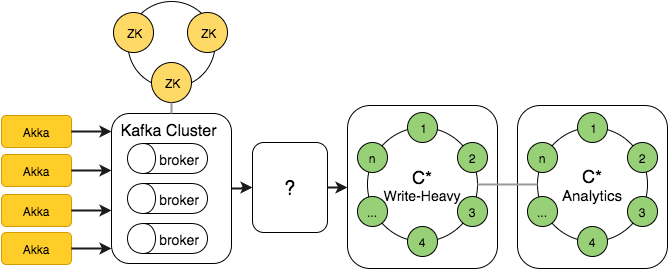 ZK
ZK
ZK
Akka
Akka
Akka
Akka
Kafka Cluster
broker
broker
broker
?
1
2
3
4
...
n
C*
Write-Heavy
1
2
3
4
...
n
C*
Analytics